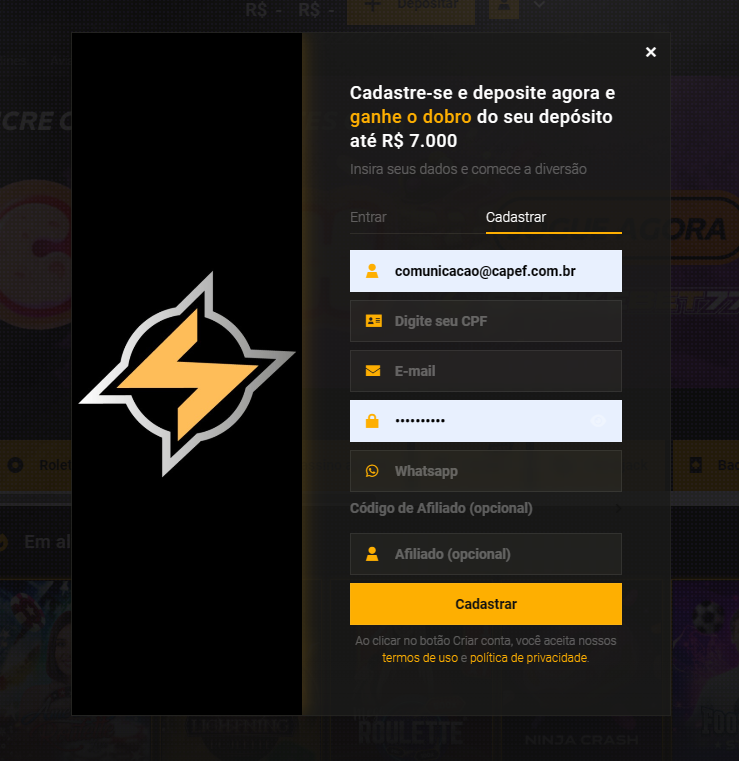 R$ - R$ -
Depositar
×
Cadastre-se e deposite agora e
ganhe o dobro do seu depósito
até R$ 7.000
Insira seus dados e comece a diversão
Entrar
Cadastrar
AGORA
comunicacao@capef.com.br
Digite seu CPF
E-mail
••••••••••
Whatsapp
Código de Afiliado (opcional)
Em al
Afiliado (opcional)
Cadastrar
Ao clicar no botão Criar conta, você aceita nossos
termos de uso e política de privacidade.
LIGHTNING
ROULETTE
NINJA CRASH